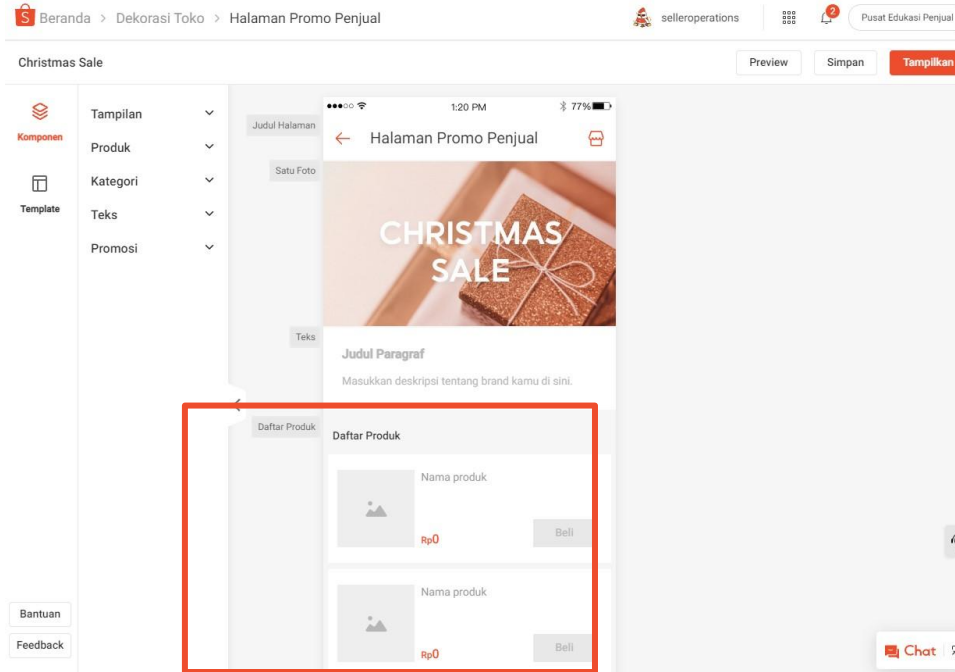 S Beranda > Dekorasi Toko > Halaman Promo Penjual
selleroperations
2
Pusat Edukasi Penjual
Christmas Sale
Preview
Simpan
Tampilkan
Komponen
Template
Tampilan
Produk
Kategori
Teks
Promosi
Judul Halaman
Satu Foto
Teks
Daftar Produk
1:20 PM
77%
Halaman Promo Penjual
CHRISTMAS
SALE
Judul Paragraf
Masukkan deskripsi tentang brand kamu di sini.
Daftar Produk
Nama produk
Rp0
Beli
Nama produk
Rp0
Beli
Bantuan
Feedback
Chat